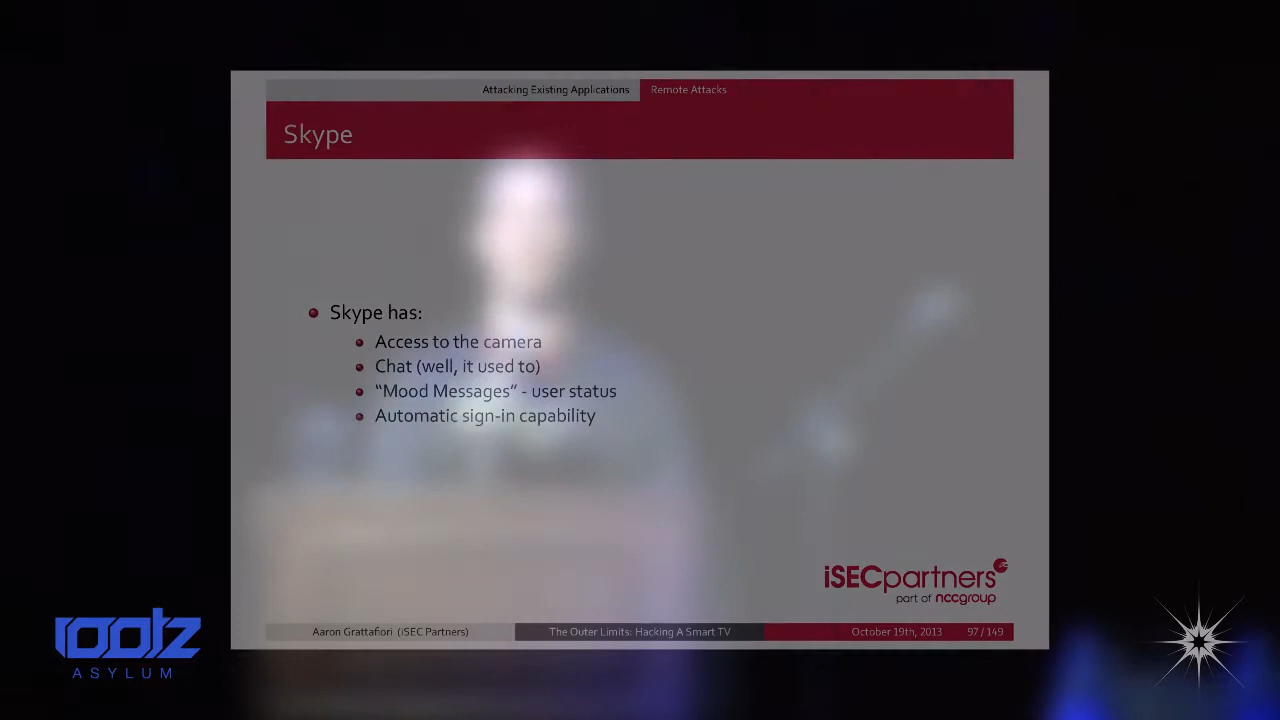 Attacking Existing Applications Remote Attacks
Skype
Skype has:
Access to the camera
Chat (well, it used to)
“Mood Messages” - user status
Automatic sign-in capability
iSECpartners
part of nccgroup
Aaron Grattafiori (iSEC Partners) The Outer Limits: Hacking A Smart TV October 19th, 2013 97 / 149
rootz
ASYLUM